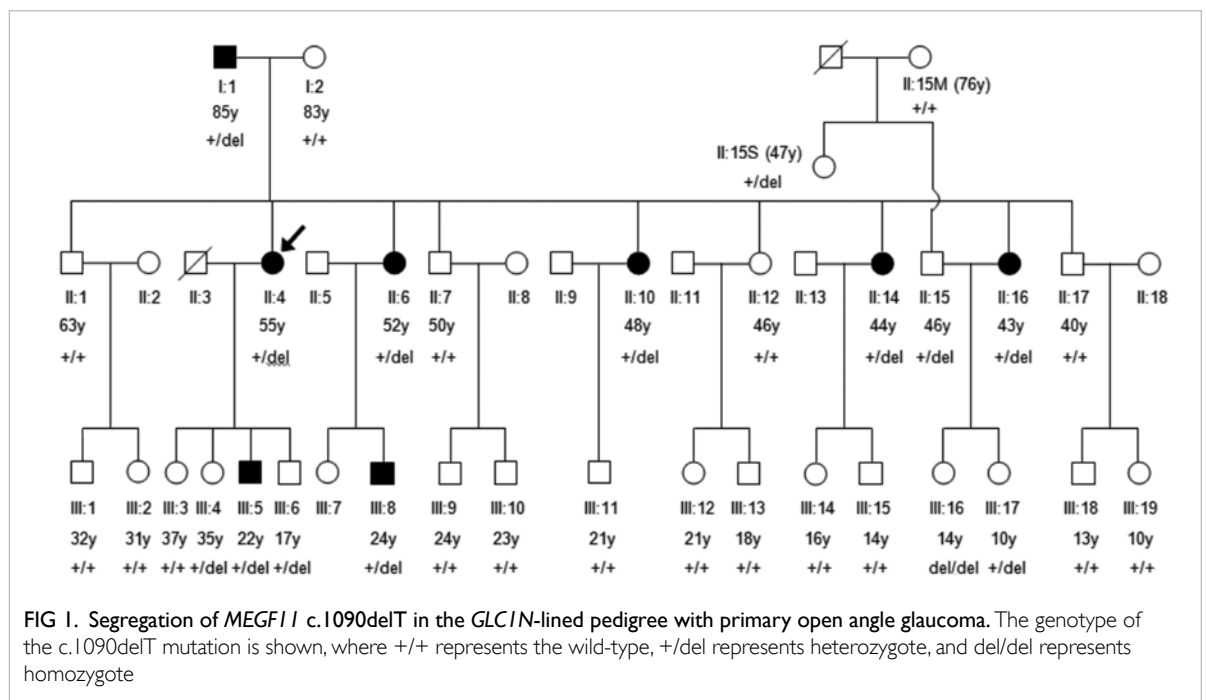 I:1 I:2
85y 83y
+/del +/+
II:15M (76y)
+/+
II:15S (47y)
+/del
II:1 II:2 II:3 II:4 II:5 II:6 II:7 II:8 II:9 II:10 II:11 II:12 II:13 II:14 II:15 II:16 II:17 II:18
63y 55y 52y 50y 48y 46y 44y 46y 43y 40y
+/+ +/del +/del +/+ +/del +/+ +/del +/del +/del +/+
III:1 III:2 III:3 III:4 III:5 III:6 III:7 III:8 III:9 III:10 III:11 III:12 III:13 III:14 III:15 III:16 III:17 III:18 III:19
32y 31y 37y 35y 22y 17y 24y 24y 23y 21y 21y 18y 16y 14y 14y 10y 13y 10y
+/+ +/+ +/+ +/del +/del +/del +/del +/+ +/+ +/+ +/+ +/+ +/+ +/+ del/del +/del +/+ +/+
FIG 1. Segregation of MEGF11 c.1090delT in the GLC1N-lined pedigree with primary open angle glaucoma. The genotype of
the c.1090delT mutation is shown, where +/+ represents the wild-type, +/del represents heterozygote, and del/del represents
homozygote